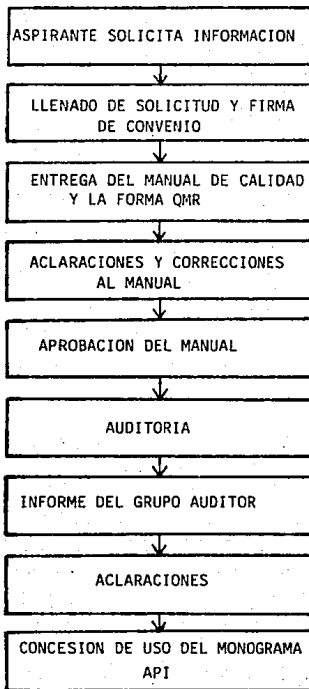 ASPIRANTE SOLICITA INFORMACION
LLENADO DE SOLICITUD Y FIRMA
DE CONVENIO
ENTREGA DEL MANUAL DE CALIDAD
Y LA FORMA QMR
ACLARACIONES Y CORRECCIONES
AL MANUAL
APROBACION DEL MANUAL
AUDITORIA
INFORME DEL GRUPO AUDITOR
ACLARACIONES
CONCESION DE USO DEL MONOGRAMA
API